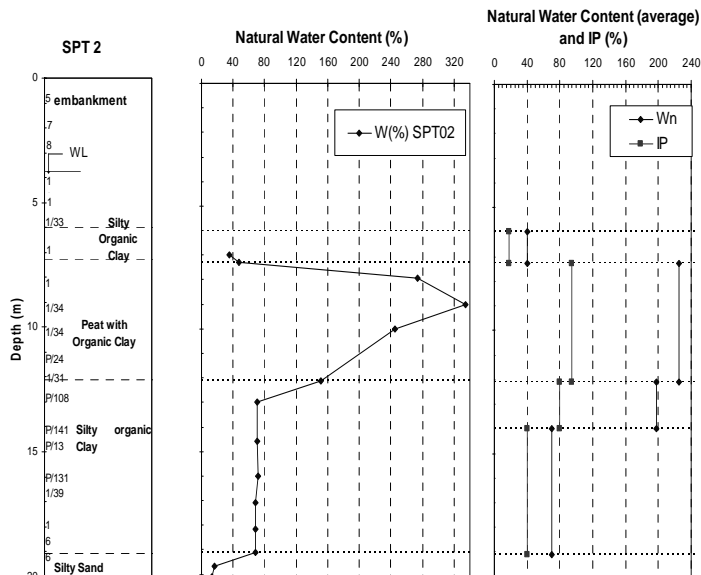 SPT 2
Natural Water Content (%)
Natural Water Content (average)
and IP (%)
0 40 80 120 160 200 240 280 320
0 40 80 120 160 200 240
0
5
10
15
20
Depth (m)
5 embankment
7
8
WL
1
1
1/33 Silty
Organic
1 Clay
1
1/34
1/34 Peat with
Organic Clay
P/24
1/31
P/108
P/141 Silty organic
P/13 Clay
P/131
1/39
1
6
6
Silty Sand
W(%) SPT02
Wn
IP